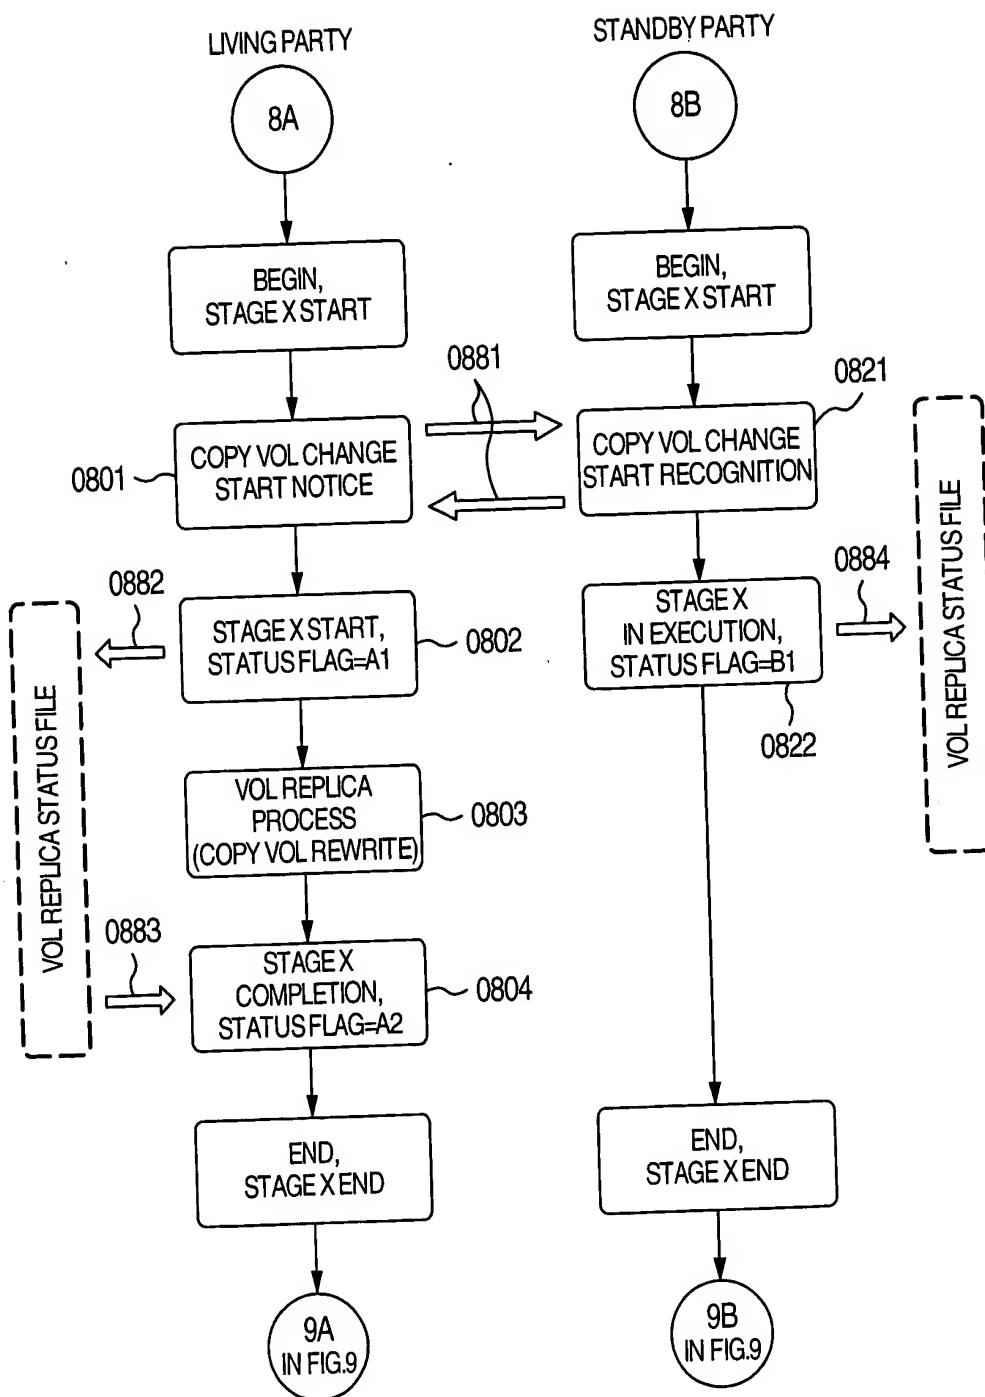 LIVING PARTY
8A
BEGIN,
STAGE X START
0801
COPY VOL CHANGE
START NOTICE
0881
0882
STAGE X START,
STATUS FLAG=A1
0802
VOL REPLICA STATUS FILE
VOL REPLICA
PROCESS
(COPY VOL REWRITE)
0803
0883
STAGE X
COMPLETION,
STATUS FLAG=A2
0804
END,
STAGE X END
9A
IN FIG.9
STANDBY PARTY
8B
BEGIN,
STAGE X START
0821
COPY VOL CHANGE
START RECOGNITION
0884
STAGE X
IN EXECUTION,
STATUS FLAG=B1
0822
VOL REPLICA STATUS FILE
END,
STAGE X END
9B
IN FIG.9